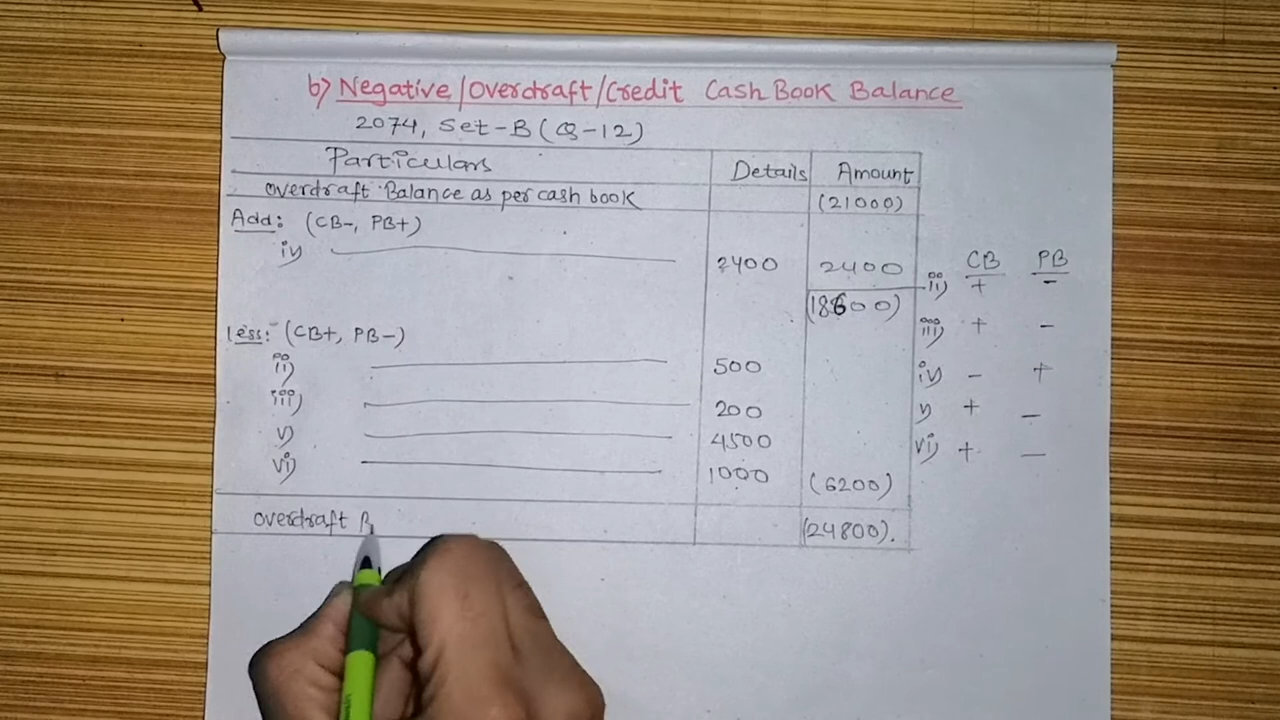 b) Negative/Overdraft/Credit Cash Book Balance
2074, Set-B (Q-12)
Particulars Details Amount
overdraft Balance as per cash book (21000)
Add: (CB-, PB+)
iv) 2400 2400
(18600)
Less:- (CB+, PB-)
ii) 500
iii) 200
v) 4500
vi) 1000 (6200)
overdraft B (24800).
CB PB
ii) + -
iii) + -
iv) - +
v) + -
vi) + -